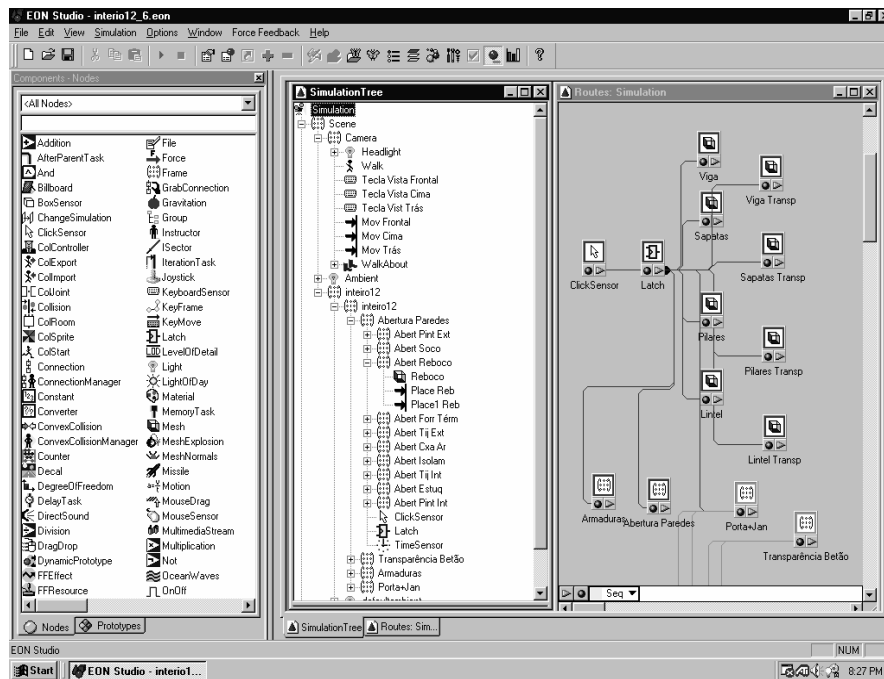 EON Studio - interio12_6.eon
File Edit View Simulation Options Window Force Feedback Help
Components - Nodes
<All Nodes>
Addition
AfterParentTask
And
Billboard
BoxSensor
ChangeSimulation
ClickSensor
ColController
ColExport
ColImport
ColJoint
Collision
ColRoom
ColSprite
ColStart
Connection
ConnectionManager
Constant
Converter
ConvexCollision
ConvexCollisionManager
Counter
Decal
DegreeOfFreedom
DelayTask
DirectSound
Division
DragDrop
DynamicPrototype
FFEffect
FFResource
File
Force
Frame
GrabConnection
Gravitation
Group
Instructor
ISector
IterationTask
Joystick
KeyboardSensor
KeyFrame
KeyMove
Latch
LevelOfDetail
Light
LightOfDay
Material
MemoryTask
Mesh
MeshExplosion
MeshNormals
Missile
Motion
MouseDrag
MouseSensor
MultimediaStream
Multiplication
Not
OceanWaves
OnOff
Nodes
Prototypes
SimulationTree
Simulation
Scene
Camera
Headlight
Walk
Tecla Vista Frontal
Tecla Vista Cima
Tecla Vist Trás
Mov Frontal
Mov Cima
Mov Trás
WalkAbout
Ambient
inteiro12
inteiro12
Abertura Paredes
Abert Pint Ext
Abert Soco
Abert Reboco
Reboco
Place Reb
Place1 Reb
Abert Forr Térm
Abert Tij Ext
Abert Cxa Ar
Abert Isolam
Abert Tij Int
Abert Estuq
Abert Pint Int
ClickSensor
Latch
TimeSensor
Transparência Betão
Armaduras
Porta+Jan
Routes: Simulation
Viga
Viga Transp
Sapatas
ClickSensor
Latch
Sapatas Transp
Pilares
Pilares Transp
Lintel
Lintel Transp
Armaduras
Abertura Paredes
Porta+Jan
Transparência Betão
Seq
SimulationTree
Routes: Sim...
EON Studio
NUM
Start
EON Studio - interio1...
8:27 PM